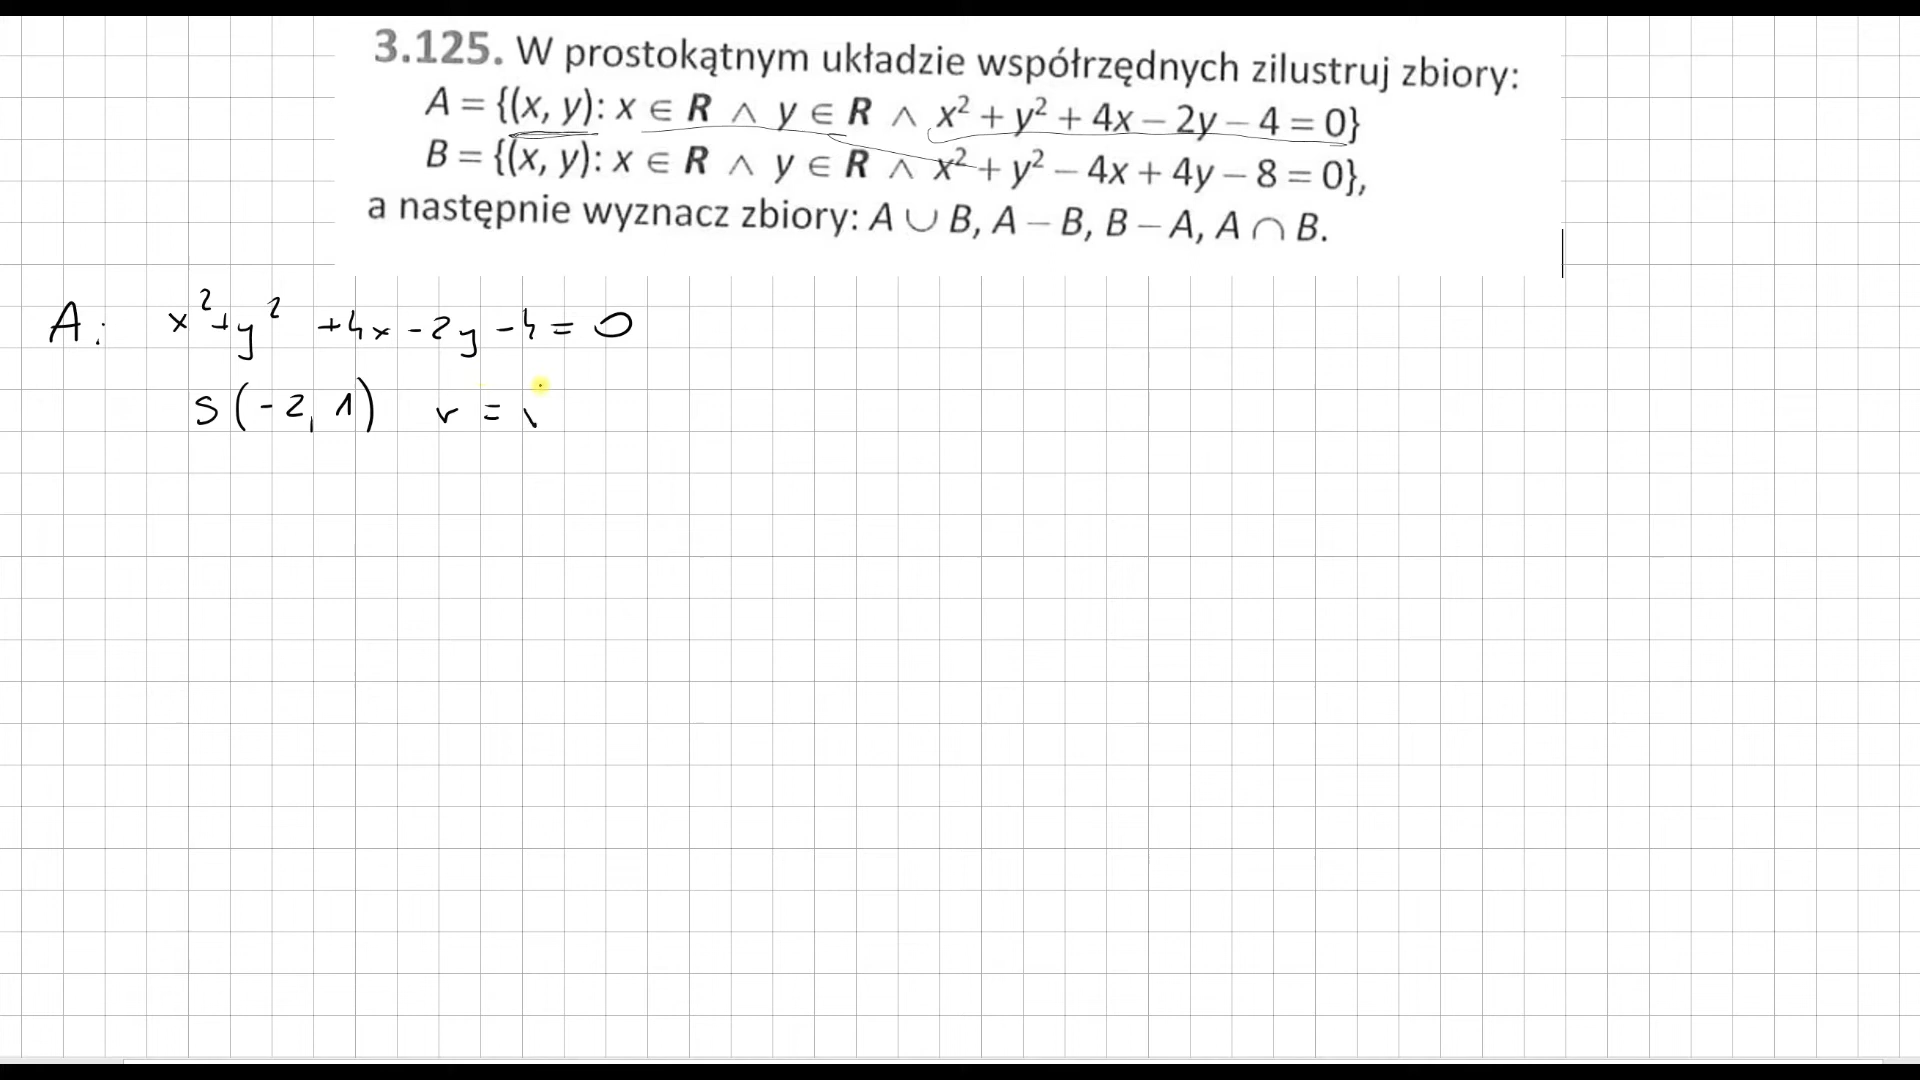 3.125. W prostokątnym układzie współrzędnych zilustruj zbiory:
A = {(x, y): x ∈ R ∧ y ∈ R ∧ x² + y² + 4x – 2y – 4 = 0}
B = {(x, y): x ∈ R ∧ y ∈ R ∧ x² + y² – 4x + 4y – 8 = 0},
a następnie wyznacz zbiory: A ∪ B, A – B, B – A, A ∩ B.
A: x² + y² + 4x - 2y - 4 = 0
S (-2, 1) r =